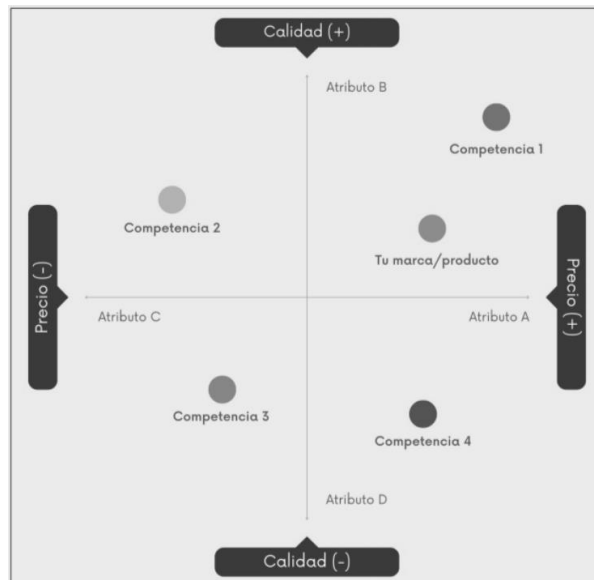 Calidad (+)
Atributo B
Competencia 1
Competencia 2
Tu marca/producto
Precio (-)
Precio (+)
Atributo C
Atributo A
Competencia 3
Competencia 4
Atributo D
Calidad (-)